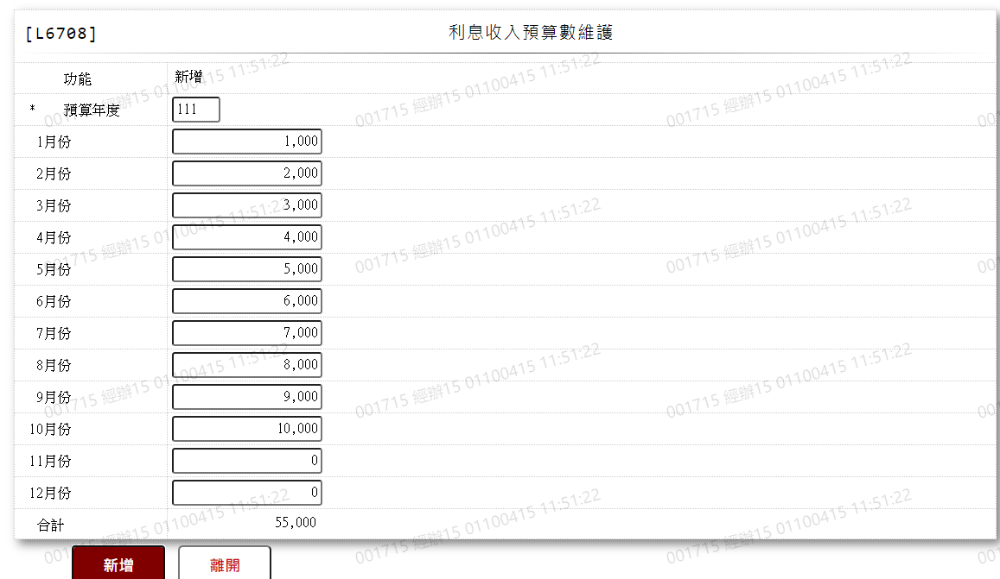 [L6708] 利息收入預算數維護
功能 新增
* 預算年度 111
1月份 1,000
2月份 2,000
3月份 3,000
4月份 4,000
5月份 5,000
6月份 6,000
7月份 7,000
8月份 8,000
9月份 9,000
10月份 10,000
11月份 0
12月份 0
合計 55,000
新增 離開
001715 經辦15 01100415 11:51:22